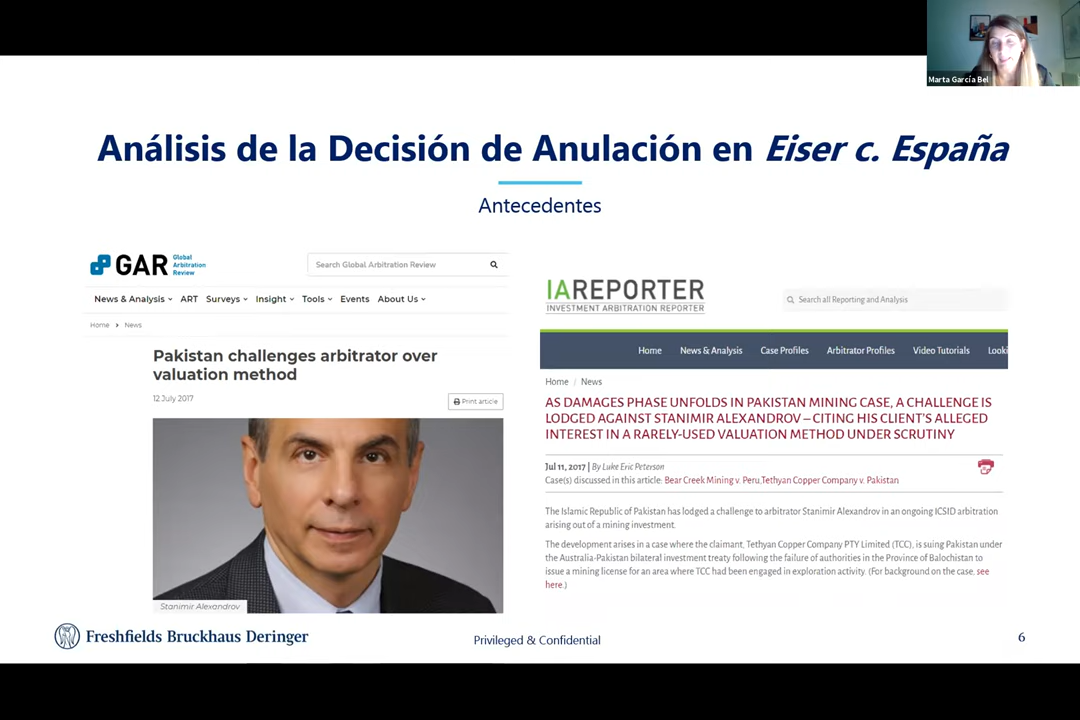 Marta García Bel
Análisis de la Decisión de Anulación en Eiser c. España
Antecedentes
GAR Global
Arbitration
Review
Search Global Arbitration Review
News & Analysis ART Surveys Insight Tools Events About Us
Home > News
Pakistan challenges arbitrator over
valuation method
12 July 2017
Print article
Stanimir Alexandrov
IAREPORTER
INVESTMENT ARBITRATION REPORTER
Search all Reporting and Analysis
Home News & Analysis Case Profiles Arbitrator Profiles Video Tutorials Looki
Home / News
AS DAMAGES PHASE UNFOLDS IN PAKISTAN MINING CASE, A CHALLENGE IS
LODGED AGAINST STANIMIR ALEXANDROV – CITING HIS CLIENT'S ALLEGED
INTEREST IN A RARELY-USED VALUATION METHOD UNDER SCRUTINY
Jul 11, 2017 | By Luke Eric Peterson
Case(s) discussed in this article: Bear Creek Mining v. Peru,Tethyan Copper Company v. Pakistan
The Islamic Republic of Pakistan has lodged a challenge to arbitrator Stanimir Alexandrov in an ongoing ICSID arbitration
arising out of a mining investment.
The development arises in a case where the claimant, Tethyan Copper Company PTY Limited (TCC), is suing Pakistan under
the Australia-Pakistan bilateral investment treaty following the failure of authorities in the Province of Balochistan to
issue a mining license for an area where TCC had been engaged in exploration activity. (For background on the case, see
here.)
Freshfields Bruckhaus Deringer
Privileged & Confidential
6